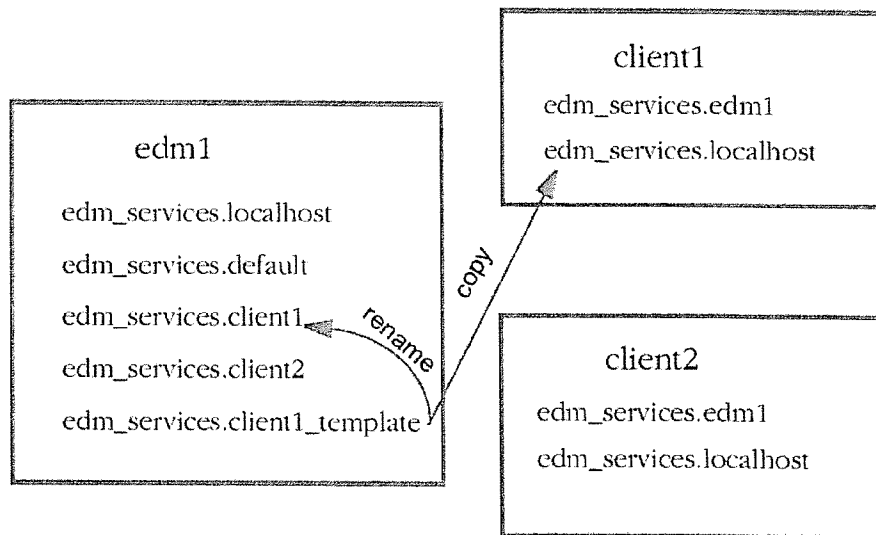 edm1
edm_services.localhost
edm_services.default
edm_services.client1
edm_services.client2
edm_services.client1_template
rename
copy
client1
edm_services.edm1
edm_services.localhost
client2
edm_services.edm1
edm_services.localhost